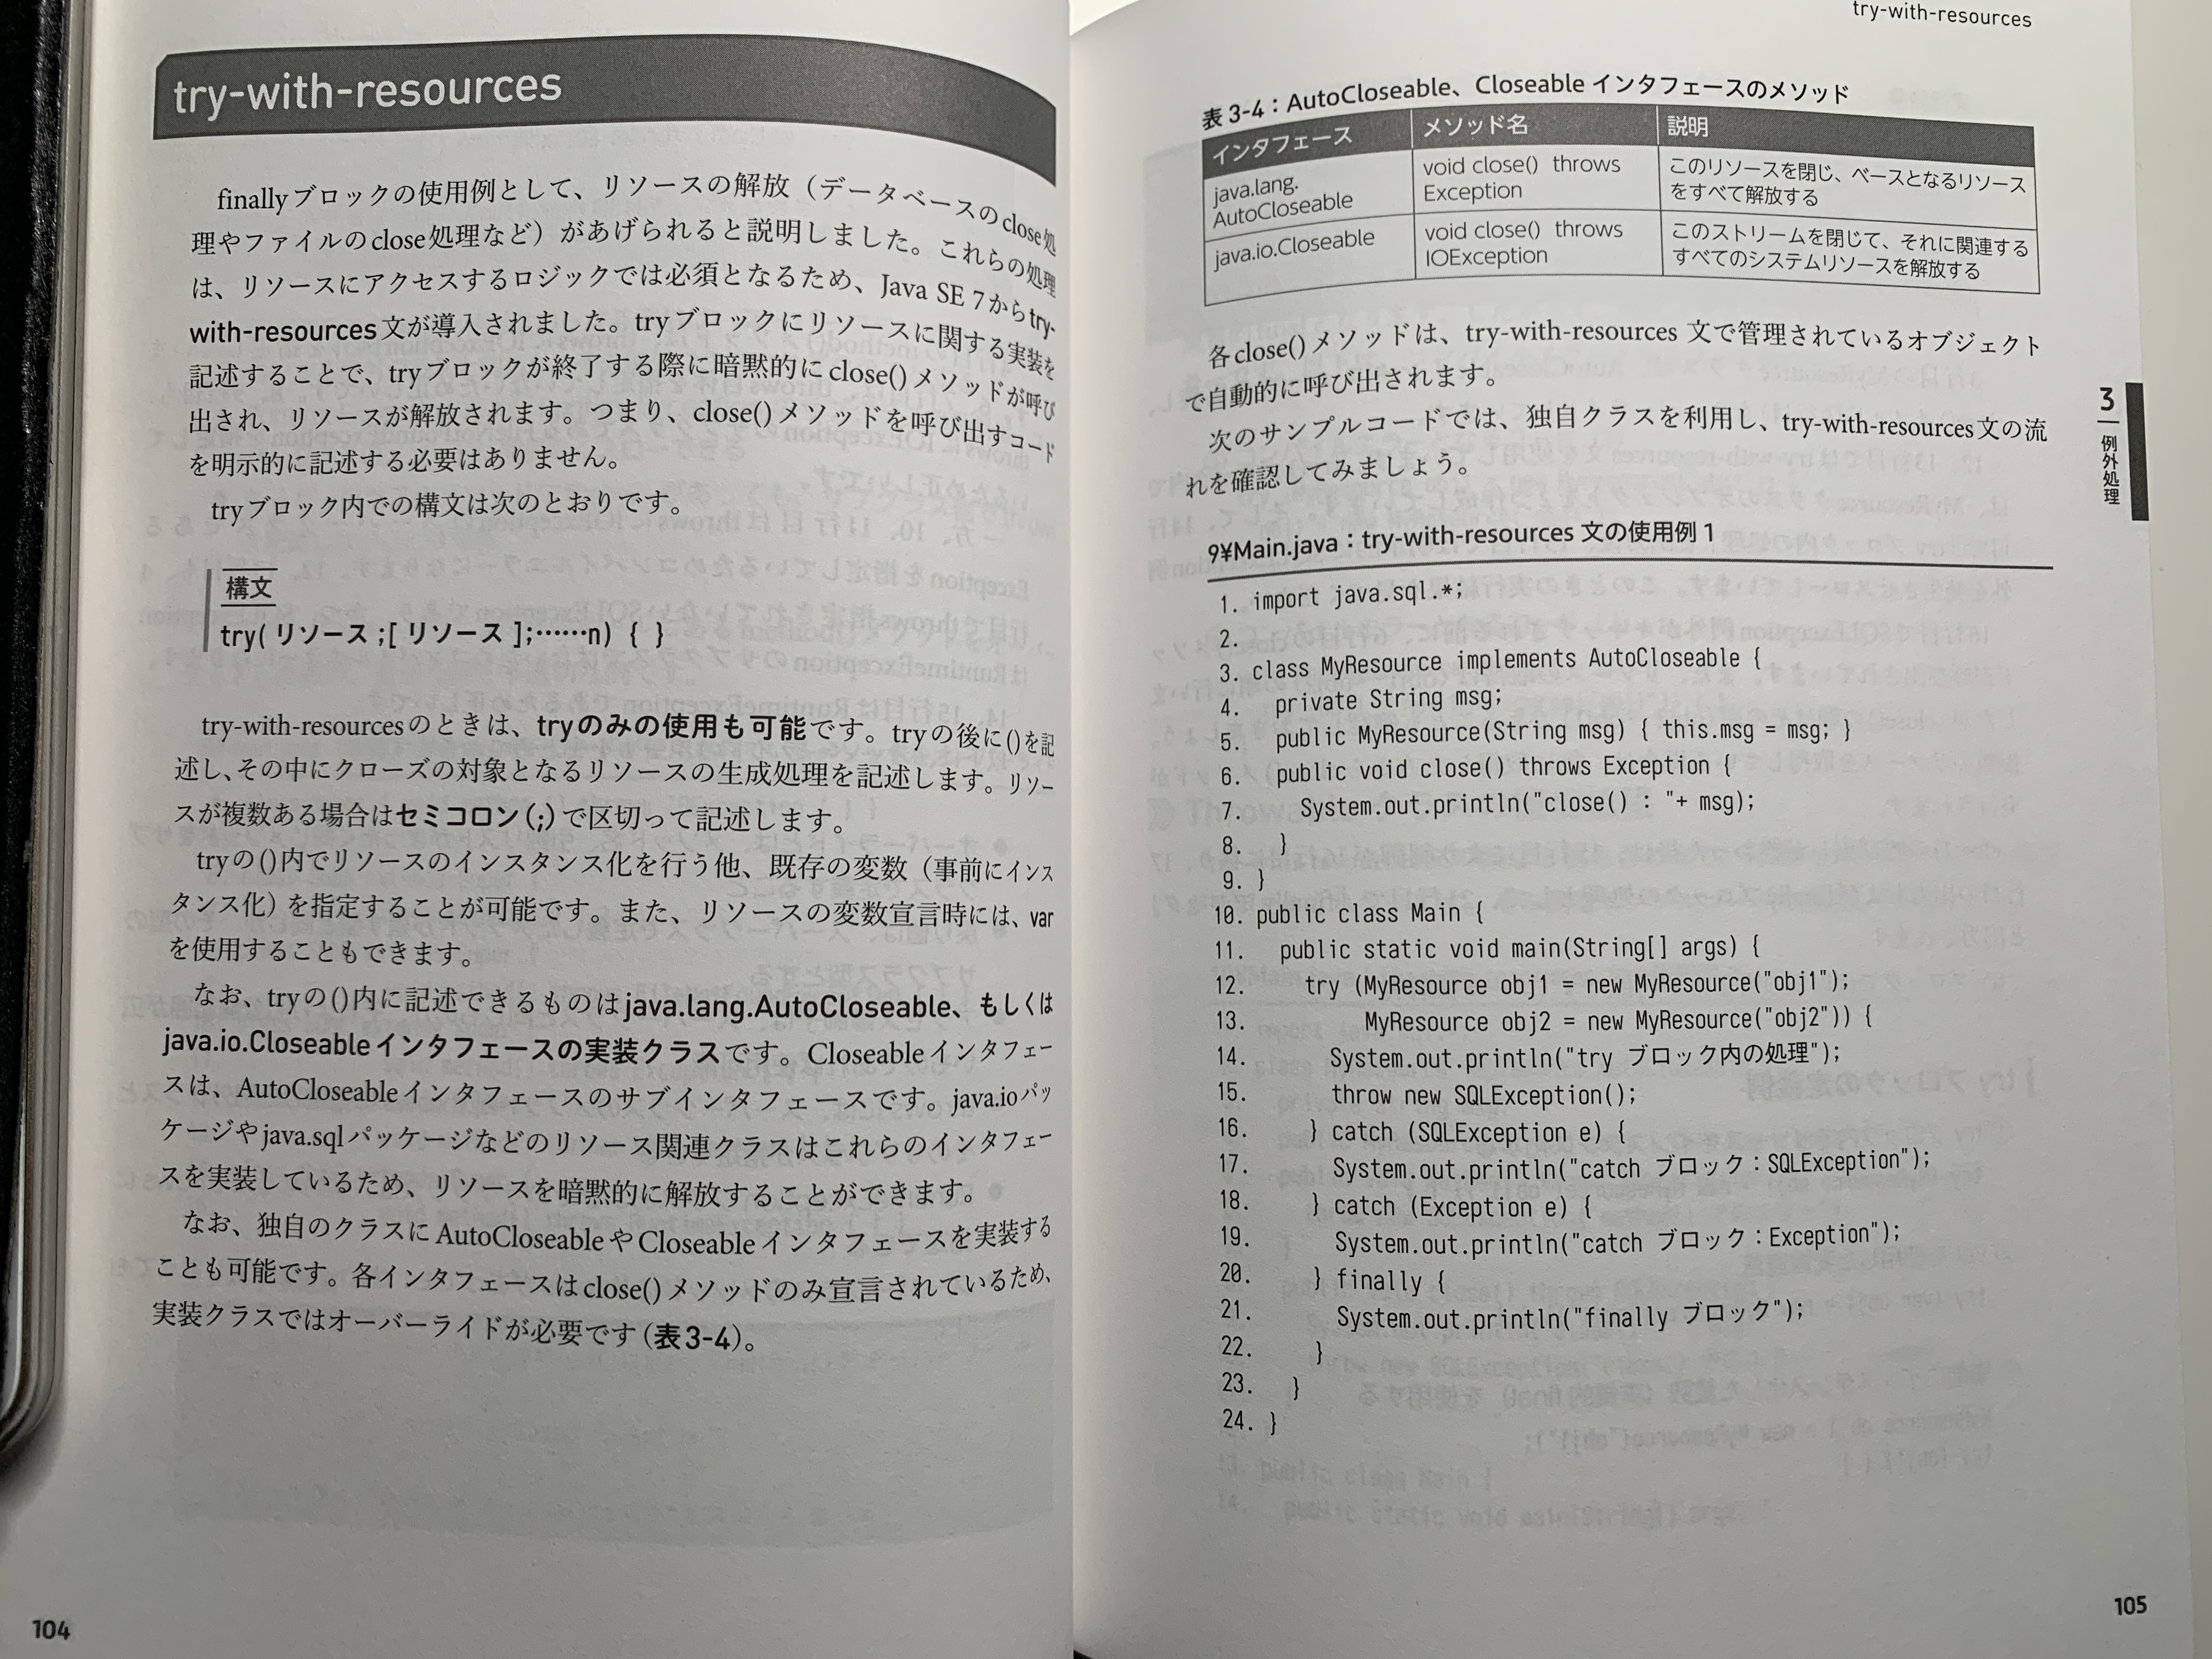 try-with-resources
finallyブロックの使用例として、リソースの解放（データベースのclose処
理やファイルのclose処理など）があげられると説明しました。これらの処理
は、リソースにアクセスするロジックでは必須となるため、Java SE 7からtry-
with-resources文が導入されました。tryブロックにリソースに関する実装を
記述することで、tryブロックが終了する際に暗黙的にclose()メソッドが呼び
出され、リソースが解放されます。つまり、close()メソッドを呼び出すコード
を明示的に記述する必要はありません。
tryブロック内での構文は次のとおりです。
構文
try( リソース ;[ リソース ];……n) { }
try-with-resourcesのときは、tryのみの使用も可能です。tryの後に()を記
述し、その中にクローズの対象となるリソースの生成処理を記述します。リソー
スが複数ある場合はセミコロン(;)で区切って記述します。
tryの()内でリソースのインスタンス化を行う他、既存の変数（事前にインス
タンス化）を指定することが可能です。また、リソースの変数宣言時には、var
を使用することもできます。
なお、tryの()内に記述できるものはjava.lang.AutoCloseable、もしくは
java.io.Closeableインタフェースの実装クラスです。Closeableインタフェー
スは、AutoCloseableインタフェースのサブインタフェースです。java.ioパッ
ケージやjava.sqlパッケージなどのリソース関連クラスはこれらのインタフェー
スを実装しているため、リソースを暗黙的に解放することができます。
なお、独自のクラスにAutoCloseableやCloseableインタフェースを実装する
ことも可能です。各インタフェースはclose()メソッドのみ宣言されているため、
実装クラスではオーバーライドが必要です（表3-4）。
104
try-with-resources
表 3-4：AutoCloseable、Closeable インタフェースのメソッド
インタフェース メソッド名 説明
java.lang.
AutoCloseable
void close() throws
Exception
このリソースを閉じ、ベースとなるリソース
をすべて解放する
java.io.Closeable
void close() throws
IOException
このストリームを閉じて、それに関連する
すべてのシステムリソースを解放する
各close()メソッドは、try-with-resources 文で管理されているオブジェクト
で自動的に呼び出されます。
次のサンプルコードでは、独自クラスを利用し、try-with-resources文の流
れを確認してみましょう。
9¥Main.java：try-with-resources 文の使用例 1
1. import java.sql.*;
2.
3. class MyResource implements AutoCloseable {
4.   private String msg;
5.   public MyResource(String msg) { this.msg = msg; }
6.   public void close() throws Exception {
7.     System.out.println("close() : "+ msg);
8.   }
9. }
10. public class Main {
11.   public static void main(String[] args) {
12.     try (MyResource obj1 = new MyResource("obj1");
13.          MyResource obj2 = new MyResource("obj2")) {
14.       System.out.println("try ブロック内の処理");
15.       throw new SQLException();
16.     } catch (SQLException e) {
17.       System.out.println("catch ブロック：SQLException");
18.     } catch (Exception e) {
19.       System.out.println("catch ブロック：Exception");
20.     } finally {
21.       System.out.println("finally ブロック");
22.     }
23.   }
24. }
3
例外処理
105